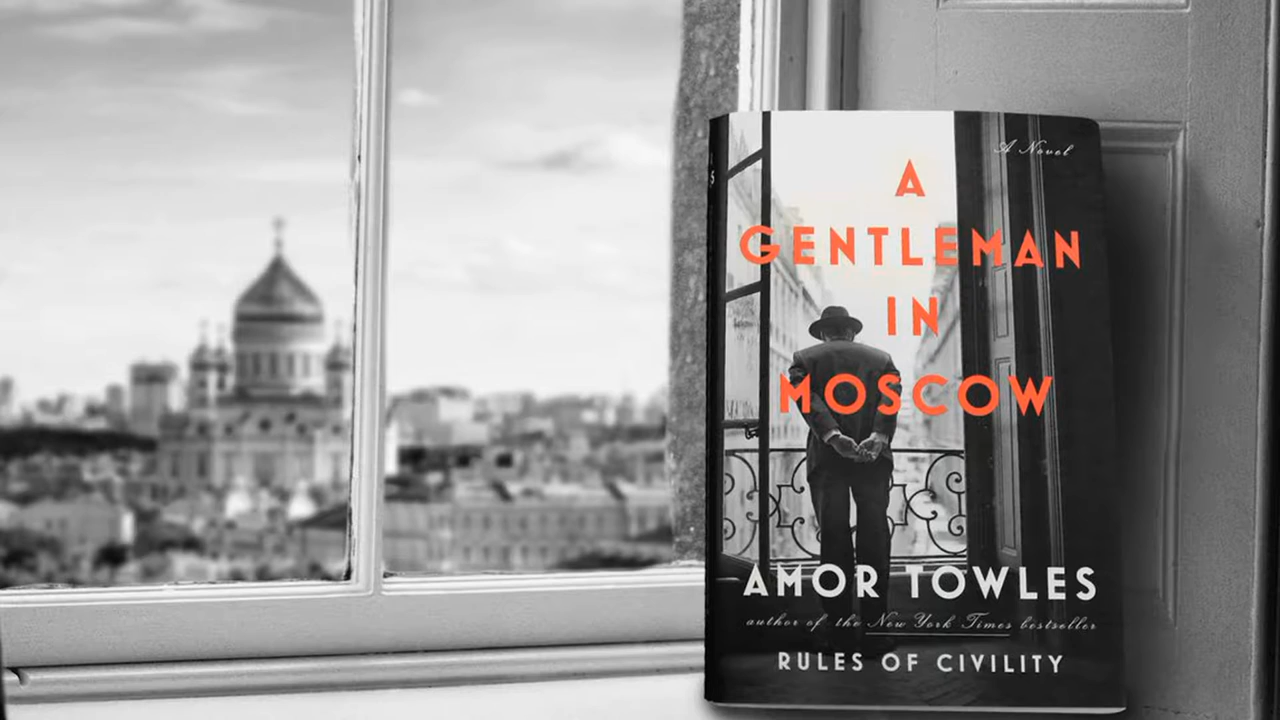 A Novel
A
GENTLEMAN
IN
MOSCOW
AMOR TOWLES
author of the New York Times bestseller
RULES OF CIVILITY